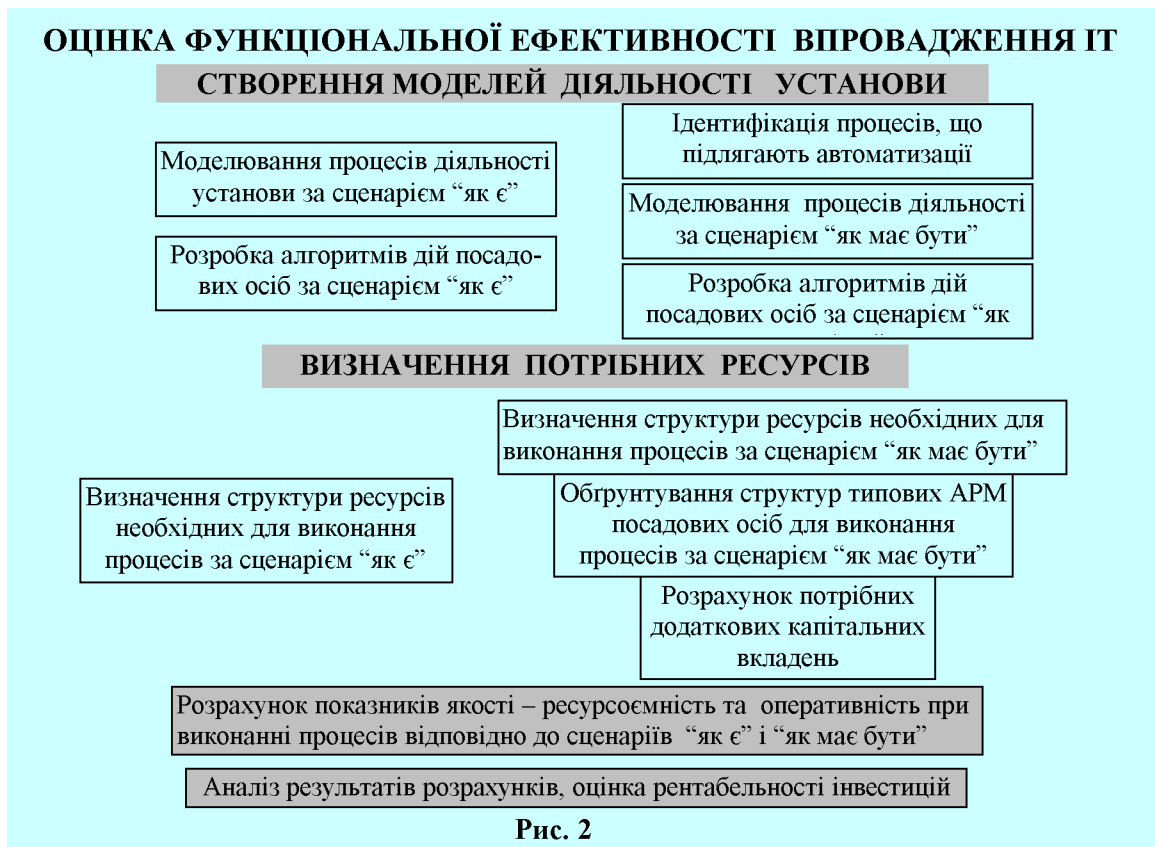 ОЦІНКА ФУНКЦІОНАЛЬНОЇ ЕФЕКТИВНОСТІ ВПРОВАДЖЕННЯ ІТ
СТВОРЕННЯ МОДЕЛЕЙ ДІЯЛЬНОСТІ УСТАНОВИ
Моделювання процесів діяльності
установи за сценарієм “як є”
Розробка алгоритмів дій посадо-
вих осіб за сценарієм “як є”
Ідентифікація процесів, що
підлягають автоматизації
Моделювання процесів діяльності
за сценарієм “як має бути”
Розробка алгоритмів дій
посадових осіб за сценарієм “як
ВИЗНАЧЕННЯ ПОТРІБНИХ РЕСУРСІВ
Визначення структури ресурсів
необхідних для виконання
процесів за сценарієм “як є”
Визначення структури ресурсів необхідних для
виконання процесів за сценарієм “як має бути”
Обґрунтування структур типових АРМ
посадових осіб для виконання
процесів за сценарієм “як має бути”
Розрахунок потрібних
додаткових капітальних
вкладень
Розрахунок показників якості – ресурсоємність та оперативність при
виконанні процесів відповідно до сценаріїв “як є” і “як має бути”
Аналіз результатів розрахунків, оцінка рентабельності інвестицій
Рис. 2